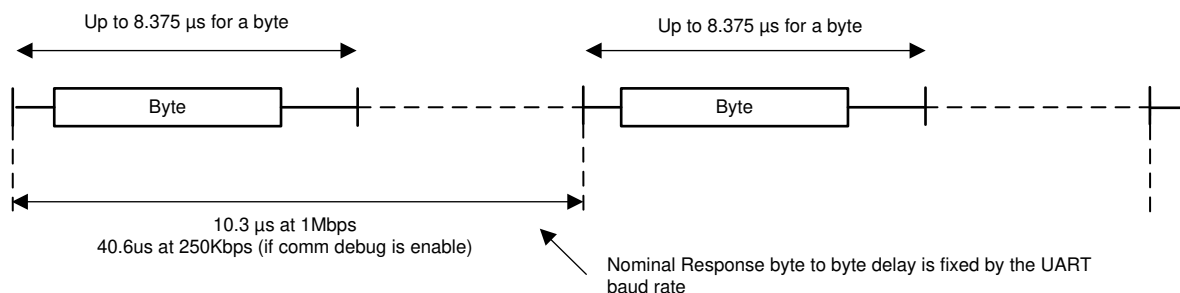 Up to 8.375 µs for a byte
Up to 8.375 µs for a byte
Byte
Byte
10.3 µs at 1Mbps
40.6us at 250Kbps (if comm debug is enable)
Nominal Response byte to byte delay is fixed by the UART
baud rate